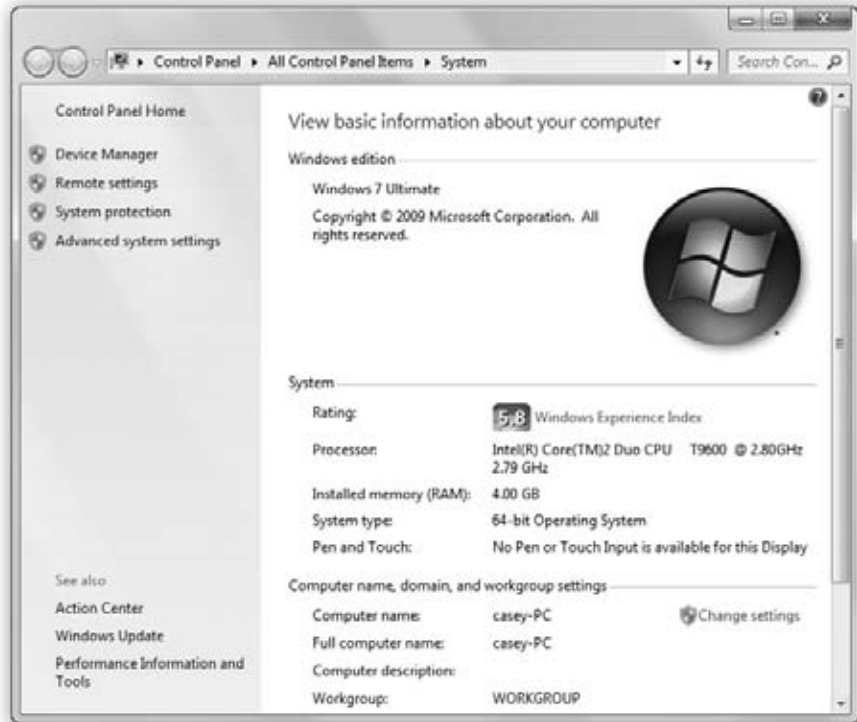 Control Panel ▸ All Control Panel Items ▸ System
Search Con...
Control Panel Home
Device Manager
Remote settings
System protection
Advanced system settings
See also
Action Center
Windows Update
Performance Information and
Tools
View basic information about your computer
Windows edition
Windows 7 Ultimate
Copyright © 2009 Microsoft Corporation. All
rights reserved.
System
Rating: 5,8 Windows Experience Index
Processor: Intel(R) Core(TM)2 Duo CPU T9600 @ 2.80GHz
2.79 GHz
Installed memory (RAM): 4.00 GB
System type: 64-bit Operating System
Pen and Touch: No Pen or Touch Input is available for this Display
Computer name, domain, and workgroup settings
Computer name: casey-PC Change settings
Full computer name: casey-PC
Computer description:
Workgroup: WORKGROUP